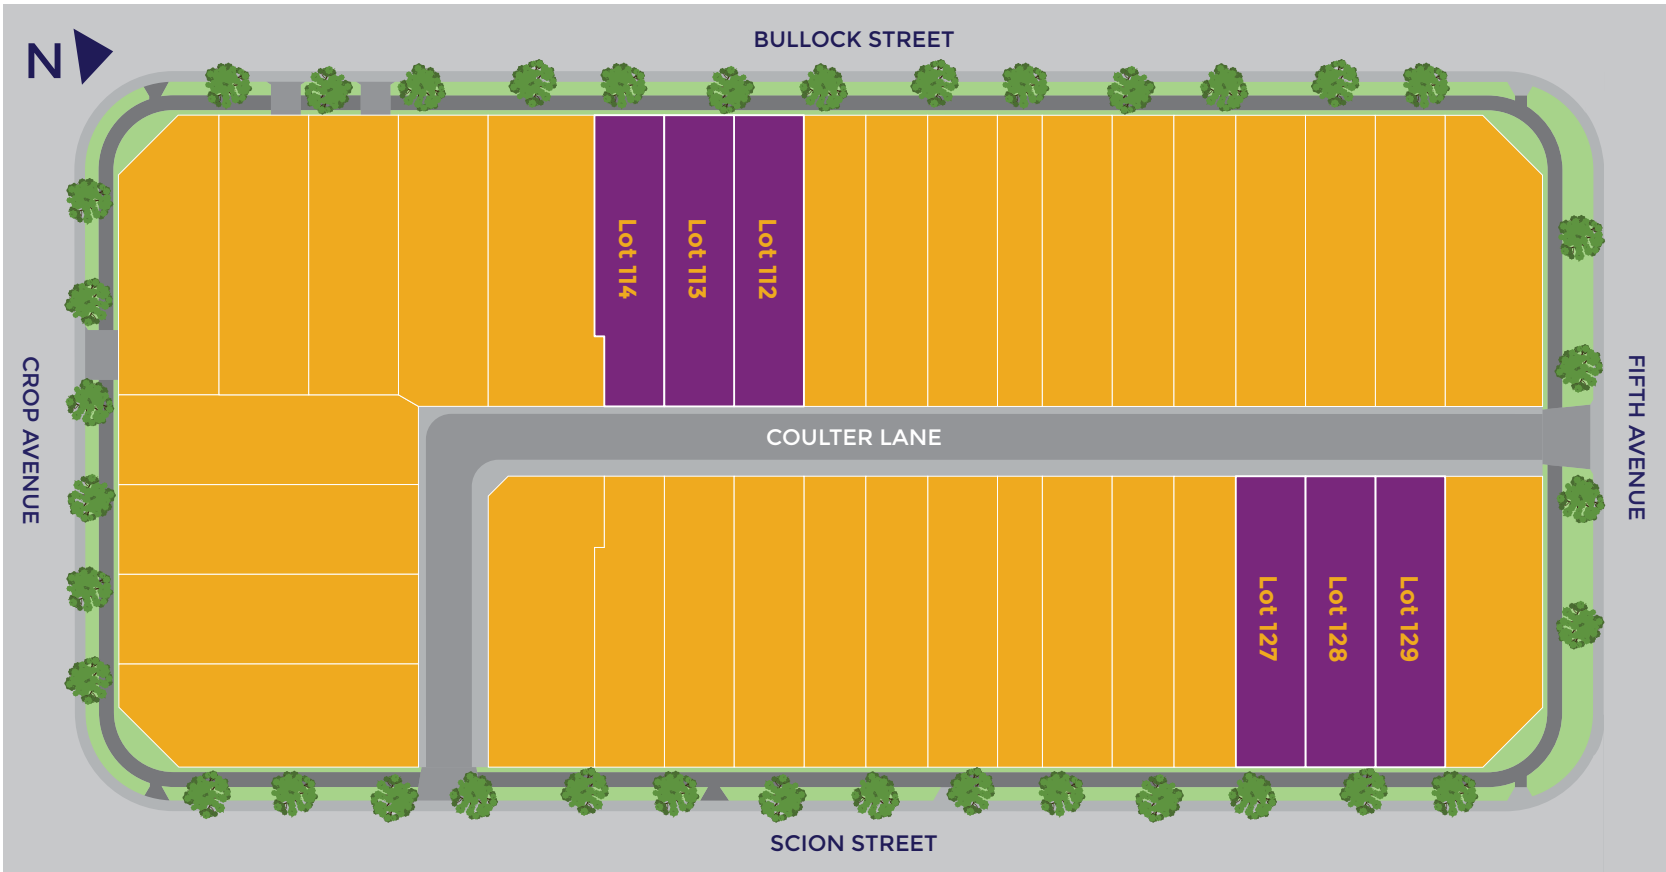 N
BULLOCK STREET
Lot 114
Lot 113
Lot 112
CROP AVENUE
FIFTH AVENUE
COULTER LANE
Lot 127
Lot 128
Lot 129
SCION STREET